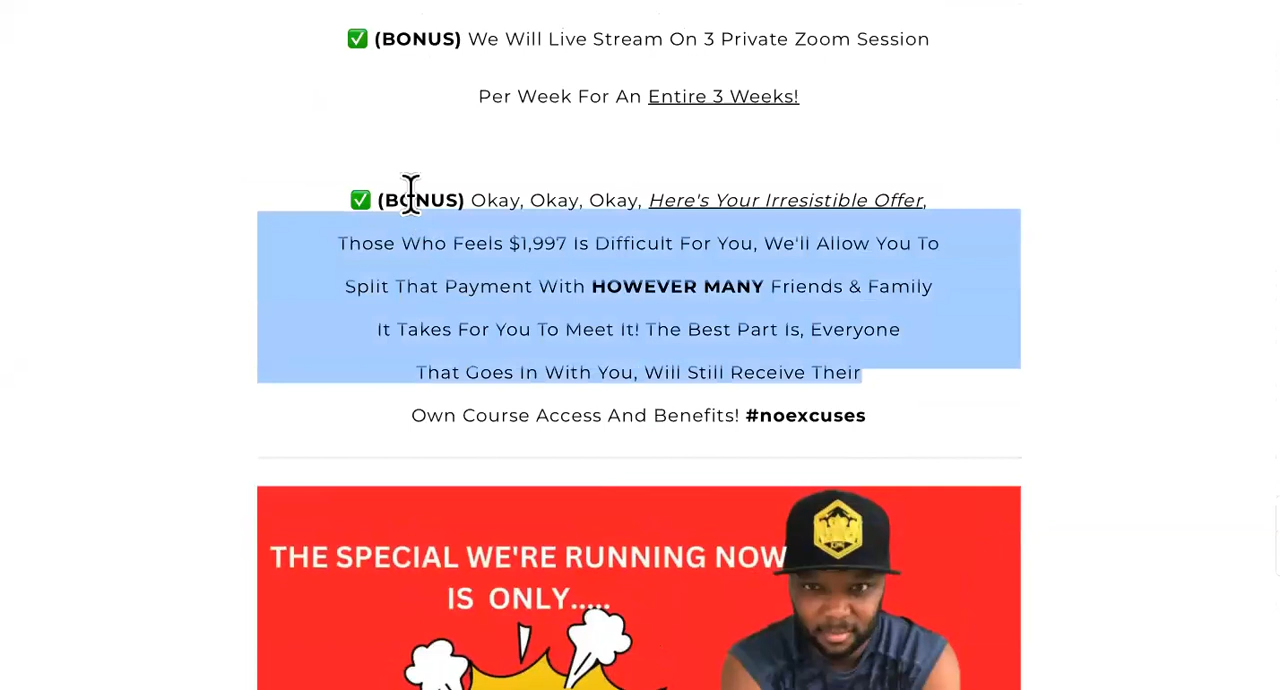 ✅ (BONUS) We Will Live Stream On 3 Private Zoom Session
Per Week For An Entire 3 Weeks!
✅ (BONUS) Okay, Okay, Okay, Here's Your Irresistible Offer,
Those Who Feels $1,997 Is Difficult For You, We'll Allow You To
Split That Payment With HOWEVER MANY Friends & Family
It Takes For You To Meet It! The Best Part Is, Everyone
That Goes In With You, Will Still Receive Their
Own Course Access And Benefits! #noexcuses
THE SPECIAL WE'RE RUNNING NOW
IS ONLY.....